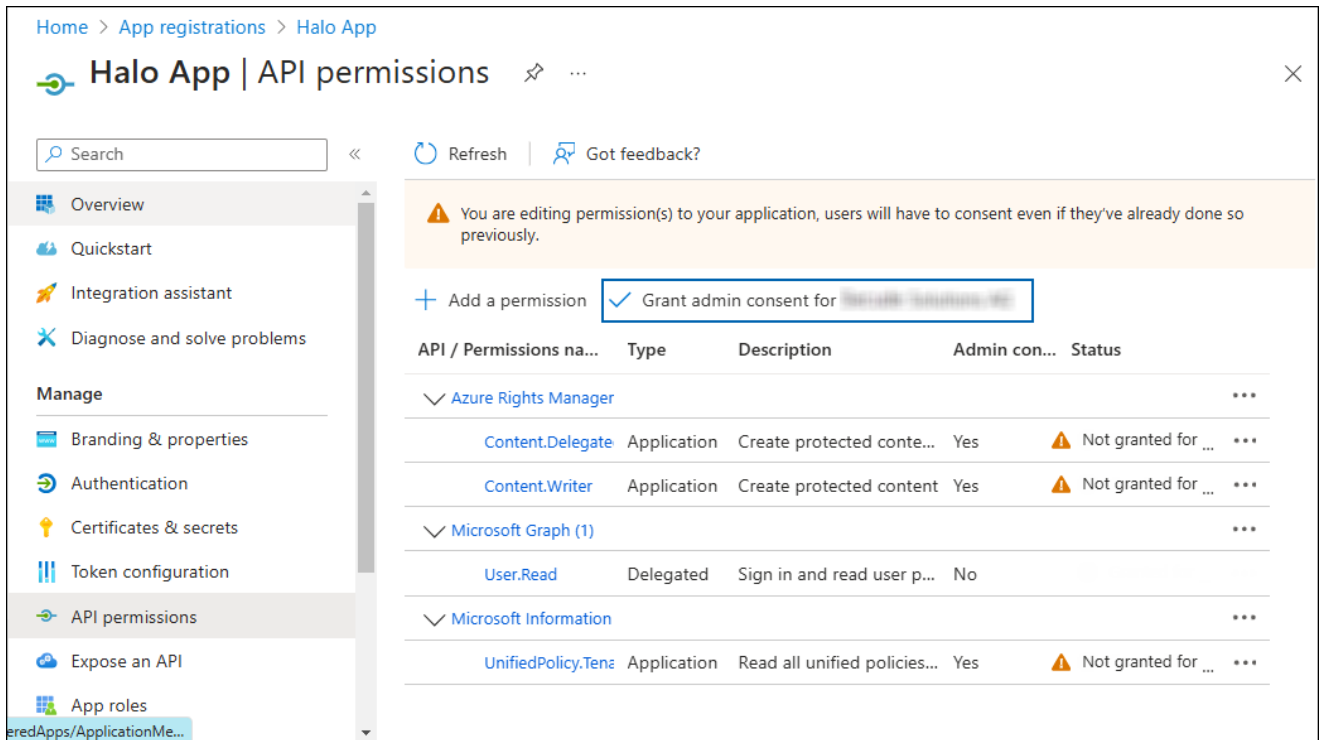 Home > App registrations > Halo App
Halo App | API permissions
Search
Refresh
Got feedback?
Overview
Quickstart
Integration assistant
Diagnose and solve problems
Manage
Branding & properties
Authentication
Certificates & secrets
Token configuration
API permissions
Expose an API
App roles
eredApps/ApplicationMe...
You are editing permission(s) to your application, users will have to consent even if they've already done so
previously.
Add a permission
Grant admin consent for
API / Permissions na... Type Description Admin con... Status
Azure Rights Manager
Content.Delegate Application Create protected conte... Yes Not granted for ...
Content.Writer Application Create protected content Yes Not granted for ...
Microsoft Graph (1)
User.Read Delegated Sign in and read user p... No
Microsoft Information
UnifiedPolicy.Tena Application Read all unified policies... Yes Not granted for ...